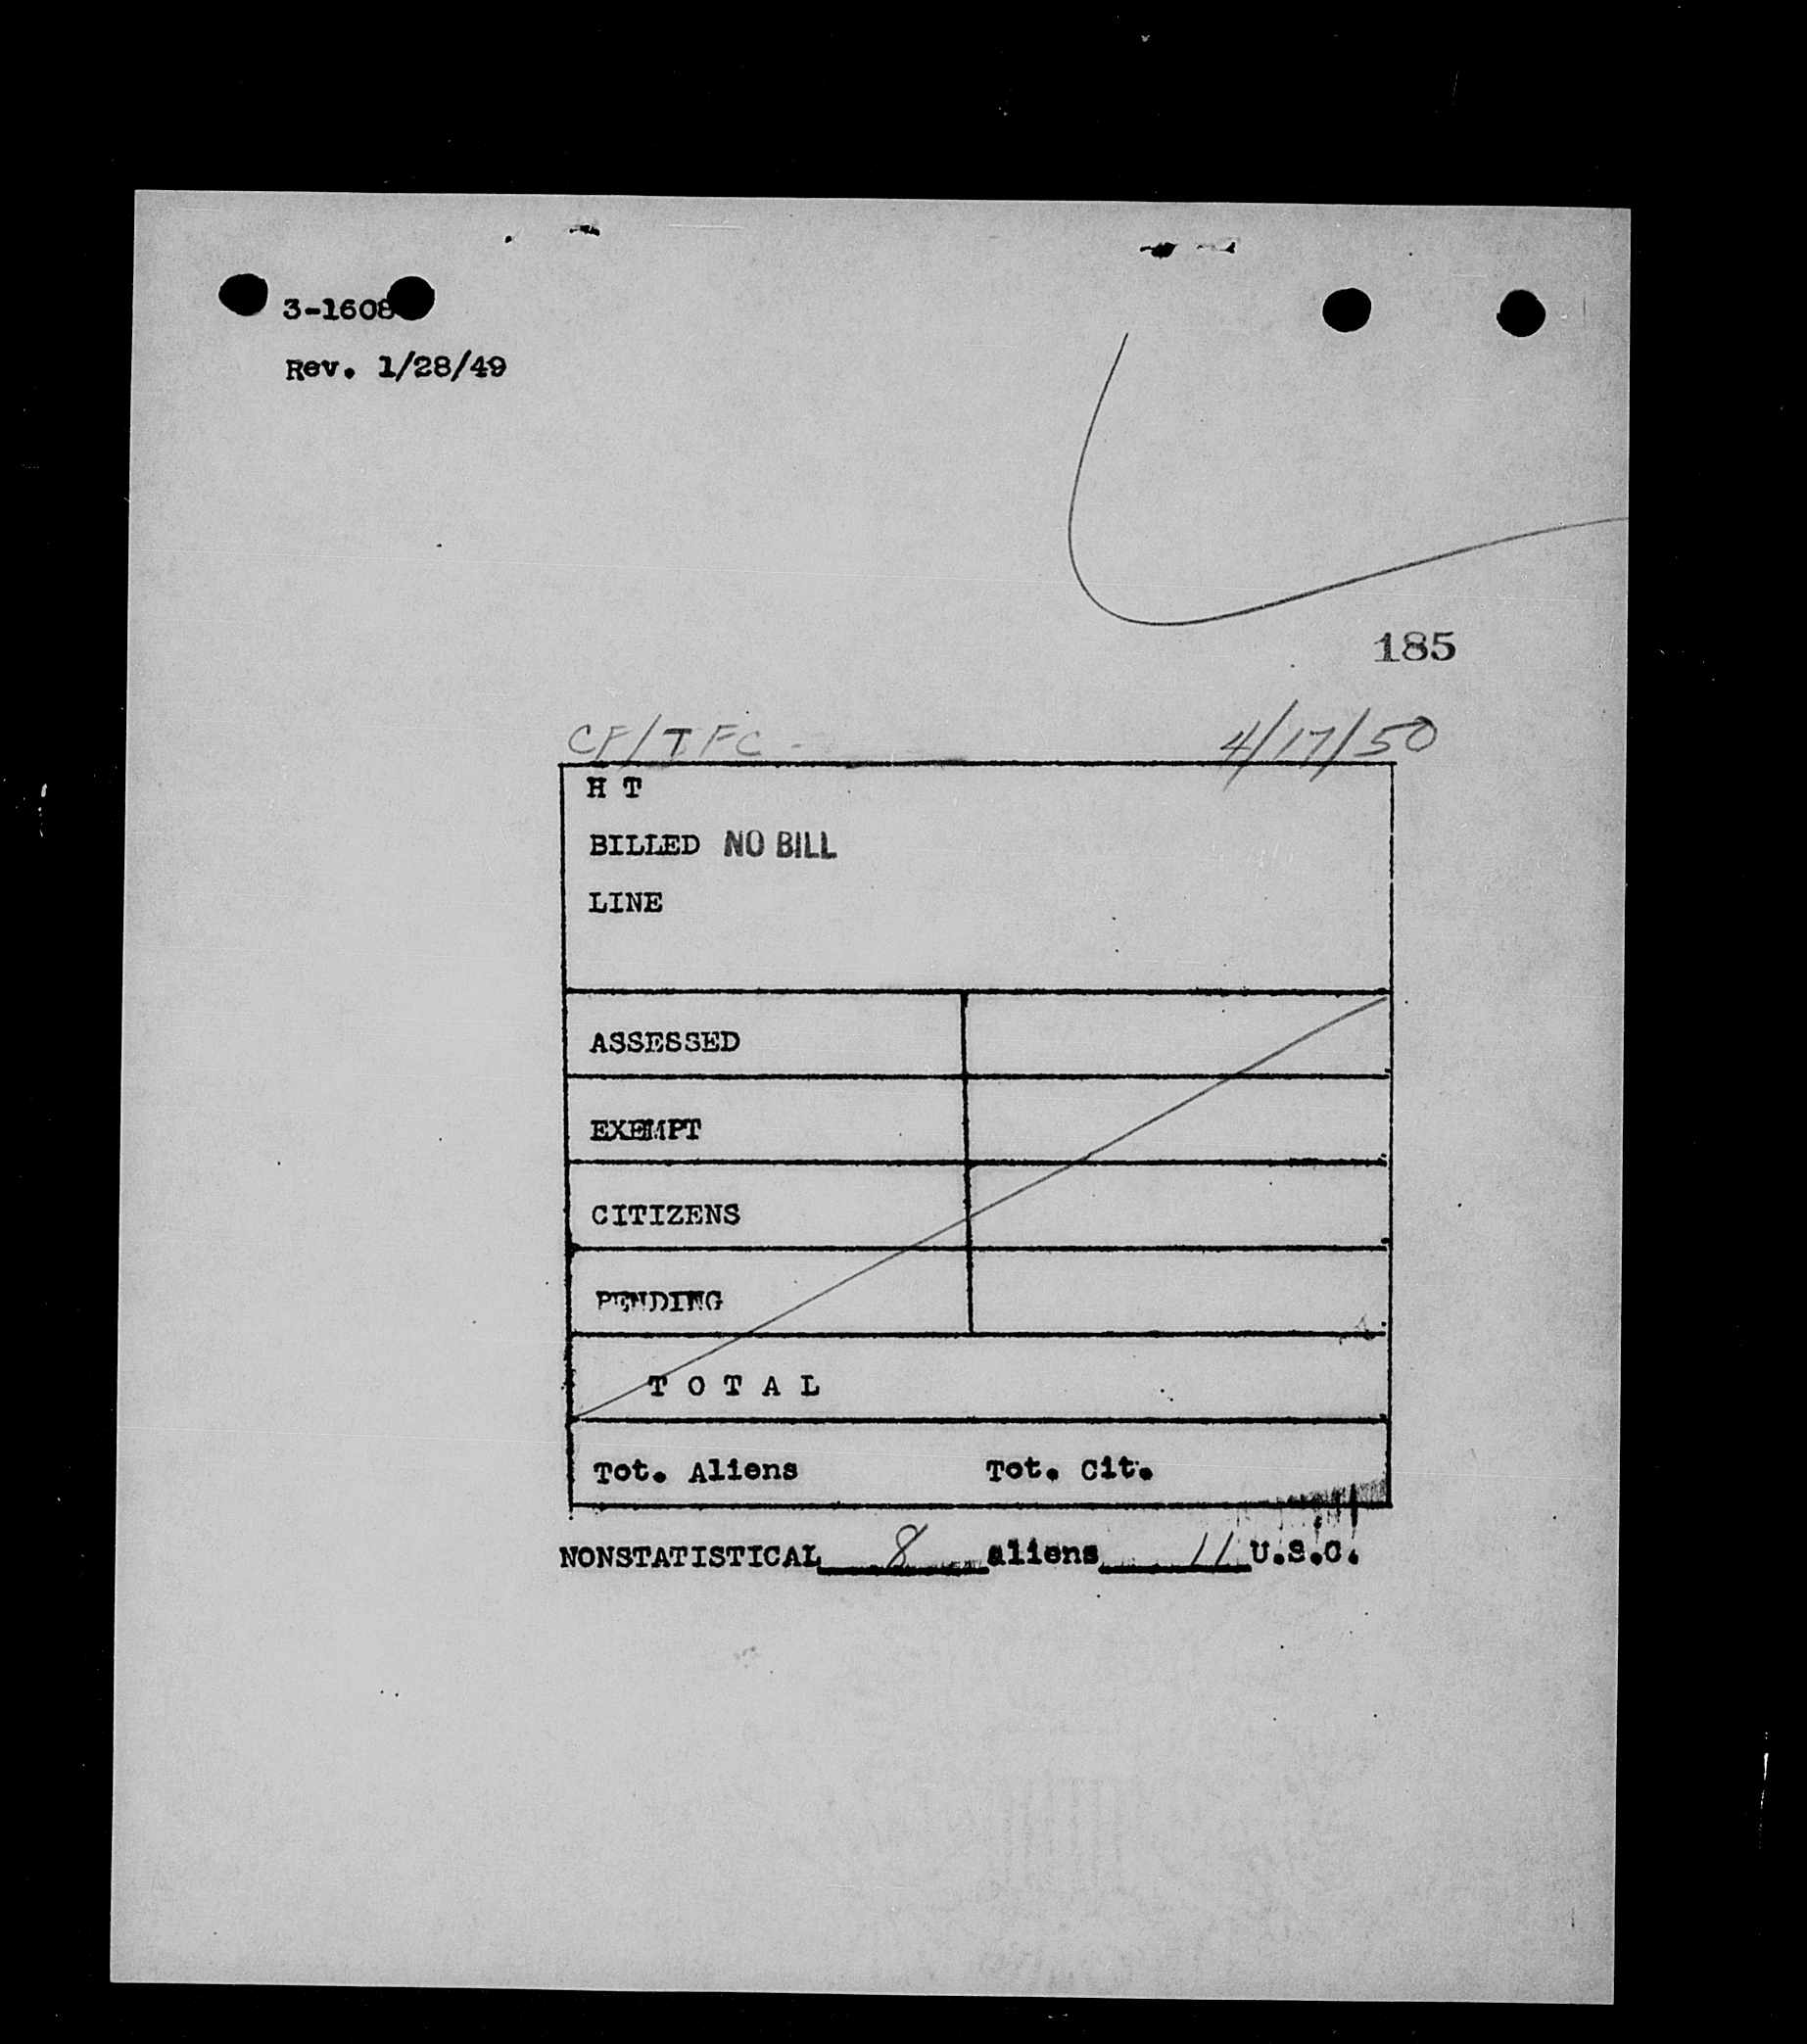 3-1608
Rev. 1/28/49
185
CF/TFC - 4/17/50
H T
BILLED NO BILL
LINE
ASSESSED
EXEMPT
CITIZENS
PENDING
T O T A L
Tot. Aliens Tot. Cit.
NONSTATISTICAL 8 aliens 11 U.S.C.